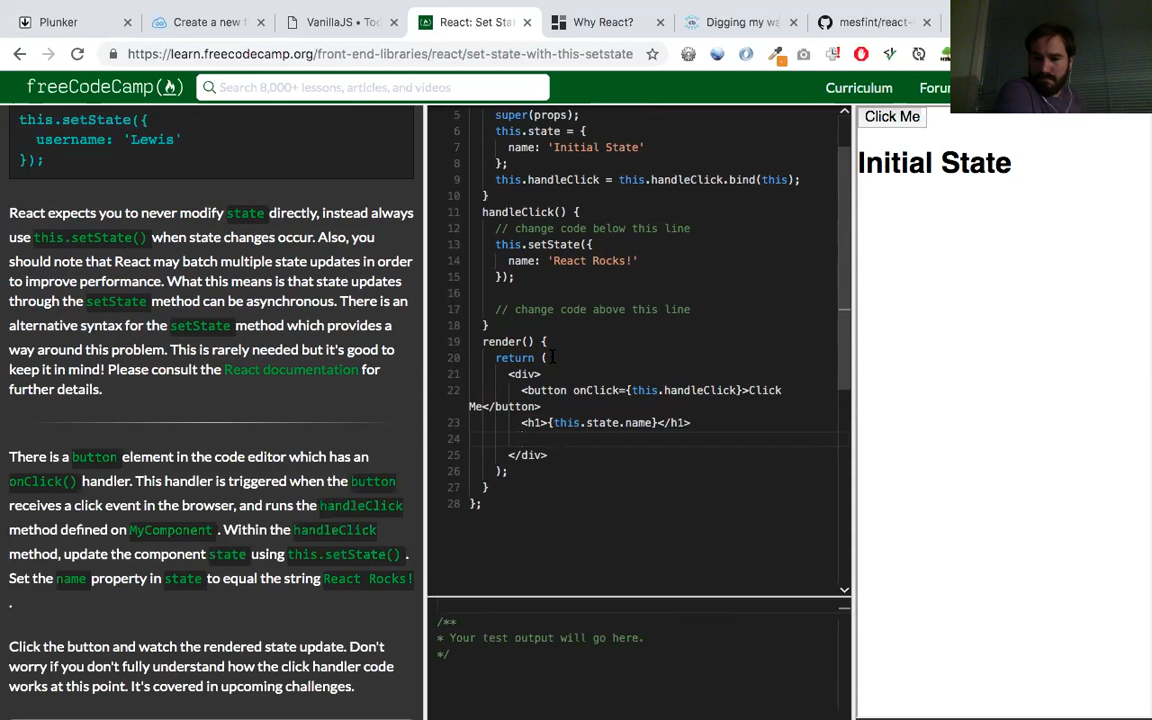 Plunker
Create a new f
VanillaJS • Too
React: Set Sta
Why React?
Digging my wa
mesfint/react-
https://learn.freecodecamp.org/front-end-libraries/react/set-state-with-this-setstate
freeCodeCamp
Search 8,000+ lessons, articles, and videos
Curriculum
Forum
this.setState({
username: 'Lewis'
});
React expects you to never modify state directly, instead always
use this.setState() when state changes occur. Also, you
should note that React may batch multiple state updates in order
to improve performance. What this means is that state updates
through the setState method can be asynchronous. There is an
alternative syntax for the setState method which provides a
way around this problem. This is rarely needed but it's good to
keep it in mind! Please consult the React documentation for
further details.
There is a button element in the code editor which has an
onClick() handler. This handler is triggered when the button
receives a click event in the browser, and runs the handleClick
method defined on MyComponent . Within the handleClick
method, update the component state using this.setState() .
Set the name property in state to equal the string React Rocks!
.
Click the button and watch the rendered state update. Don't
worry if you don't fully understand how the click handler code
works at this point. It's covered in upcoming challenges.
5 super(props);
6 this.state = {
7 name: 'Initial State'
8 };
9 this.handleClick = this.handleClick.bind(this);
10 }
11 handleClick() {
12 // change code below this line
13 this.setState({
14 name: 'React Rocks!'
15 });
16
17 // change code above this line
18 }
19 render() {
20 return (
21 <div>
22 <button onClick={this.handleClick}>Click
Me</button>
23 <h1>{this.state.name}</h1>
24
25 </div>
26 );
27 }
28 };
/**
* Your test output will go here.
*/
Click Me
Initial State